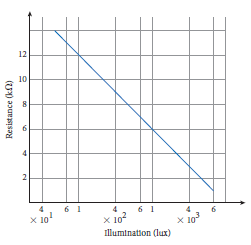 Resistance (kΩ)
12
10
8
6
4
2
4 6 1 4 6 1 4 6
× 10¹ × 10² × 10³
Illumination (lux)